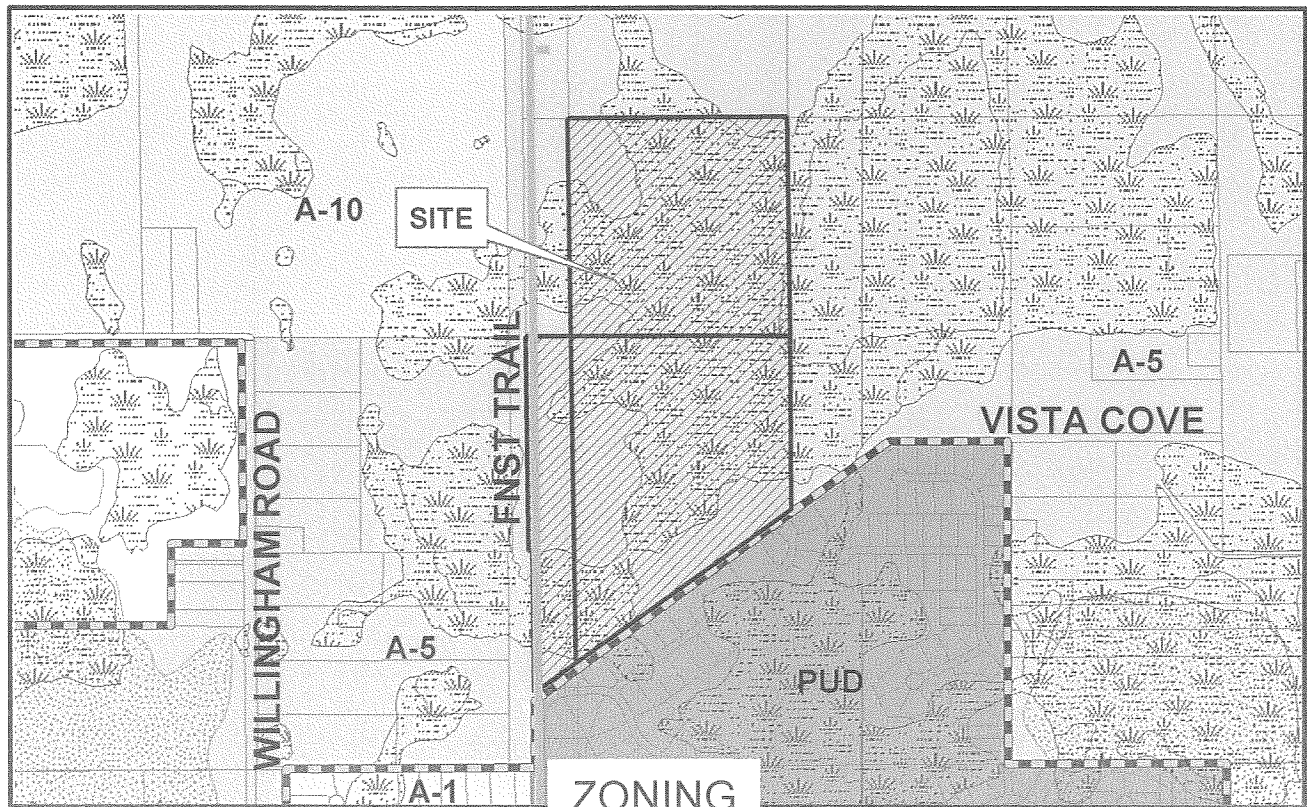 A-10
SITE
FNST TRAIL
A-5
VISTA COVE
WILLINGHAM ROAD
A-5
PUD
A-1
ZONING